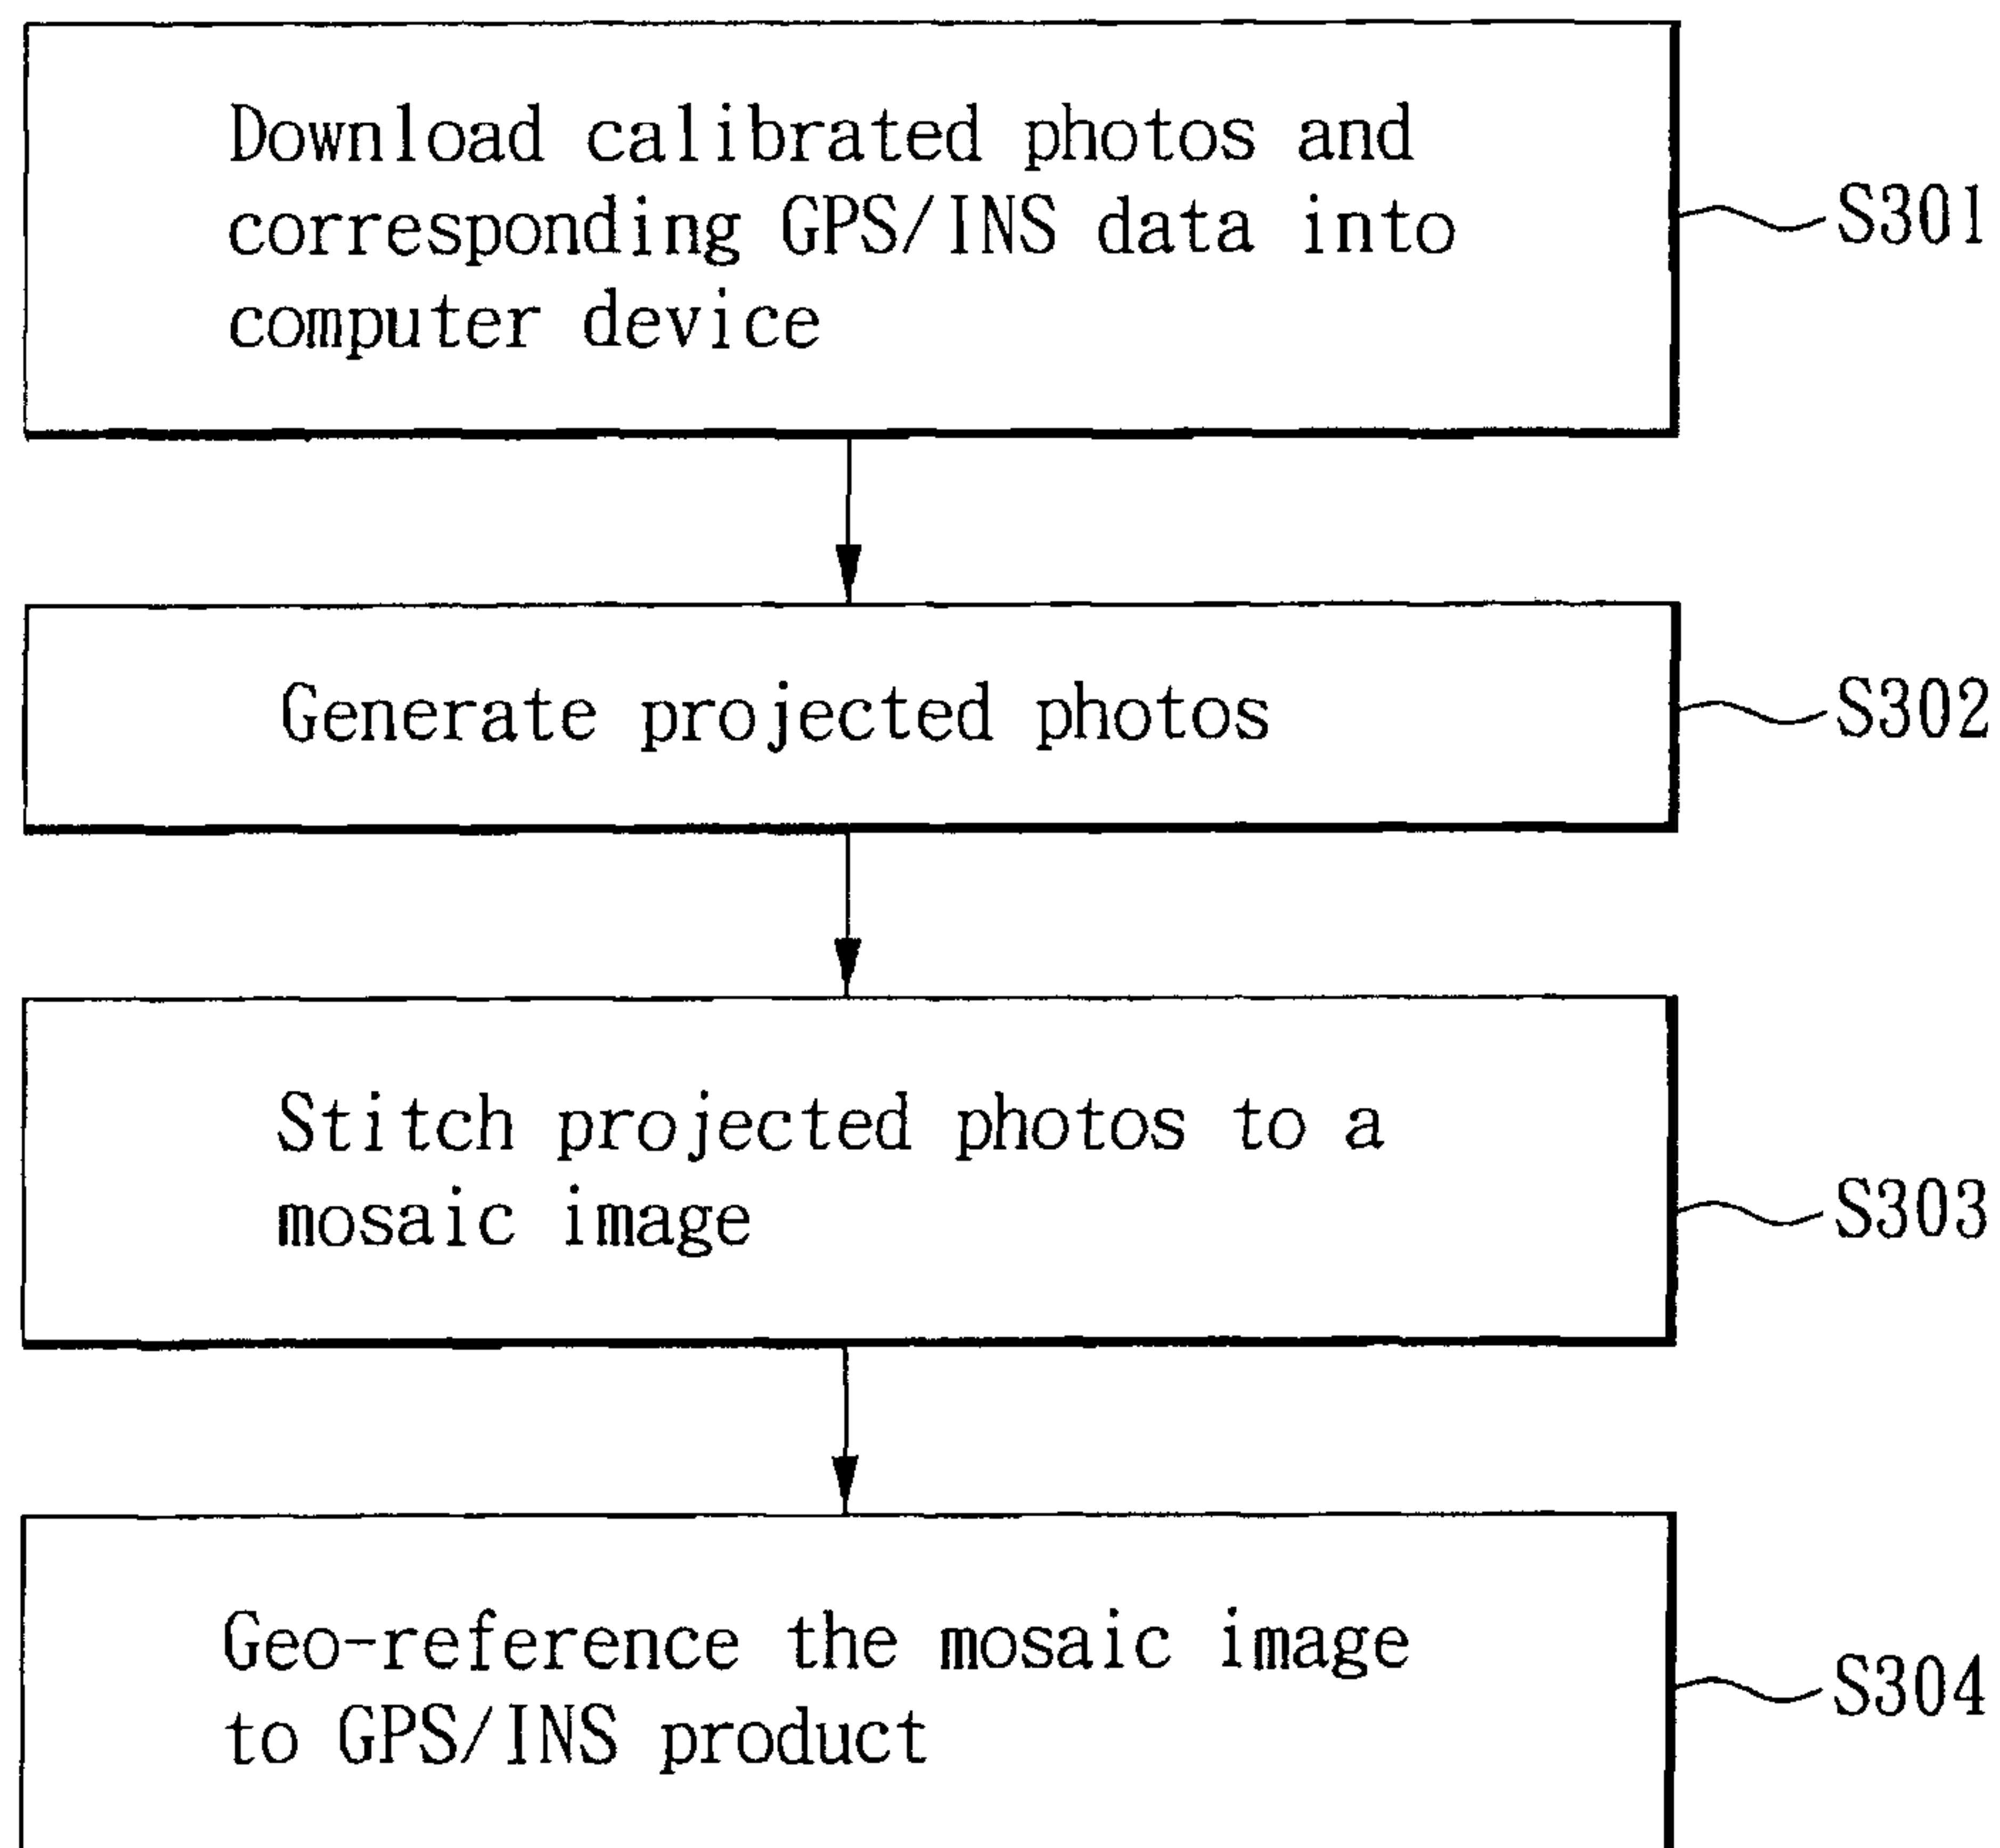 Download calibrated photos and
corresponding GPS/INS data into
computer device
S301
Generate projected photos
S302
Stitch projected photos to a
mosaic image
S303
Geo-reference the mosaic image
to GPS/INS product
S304